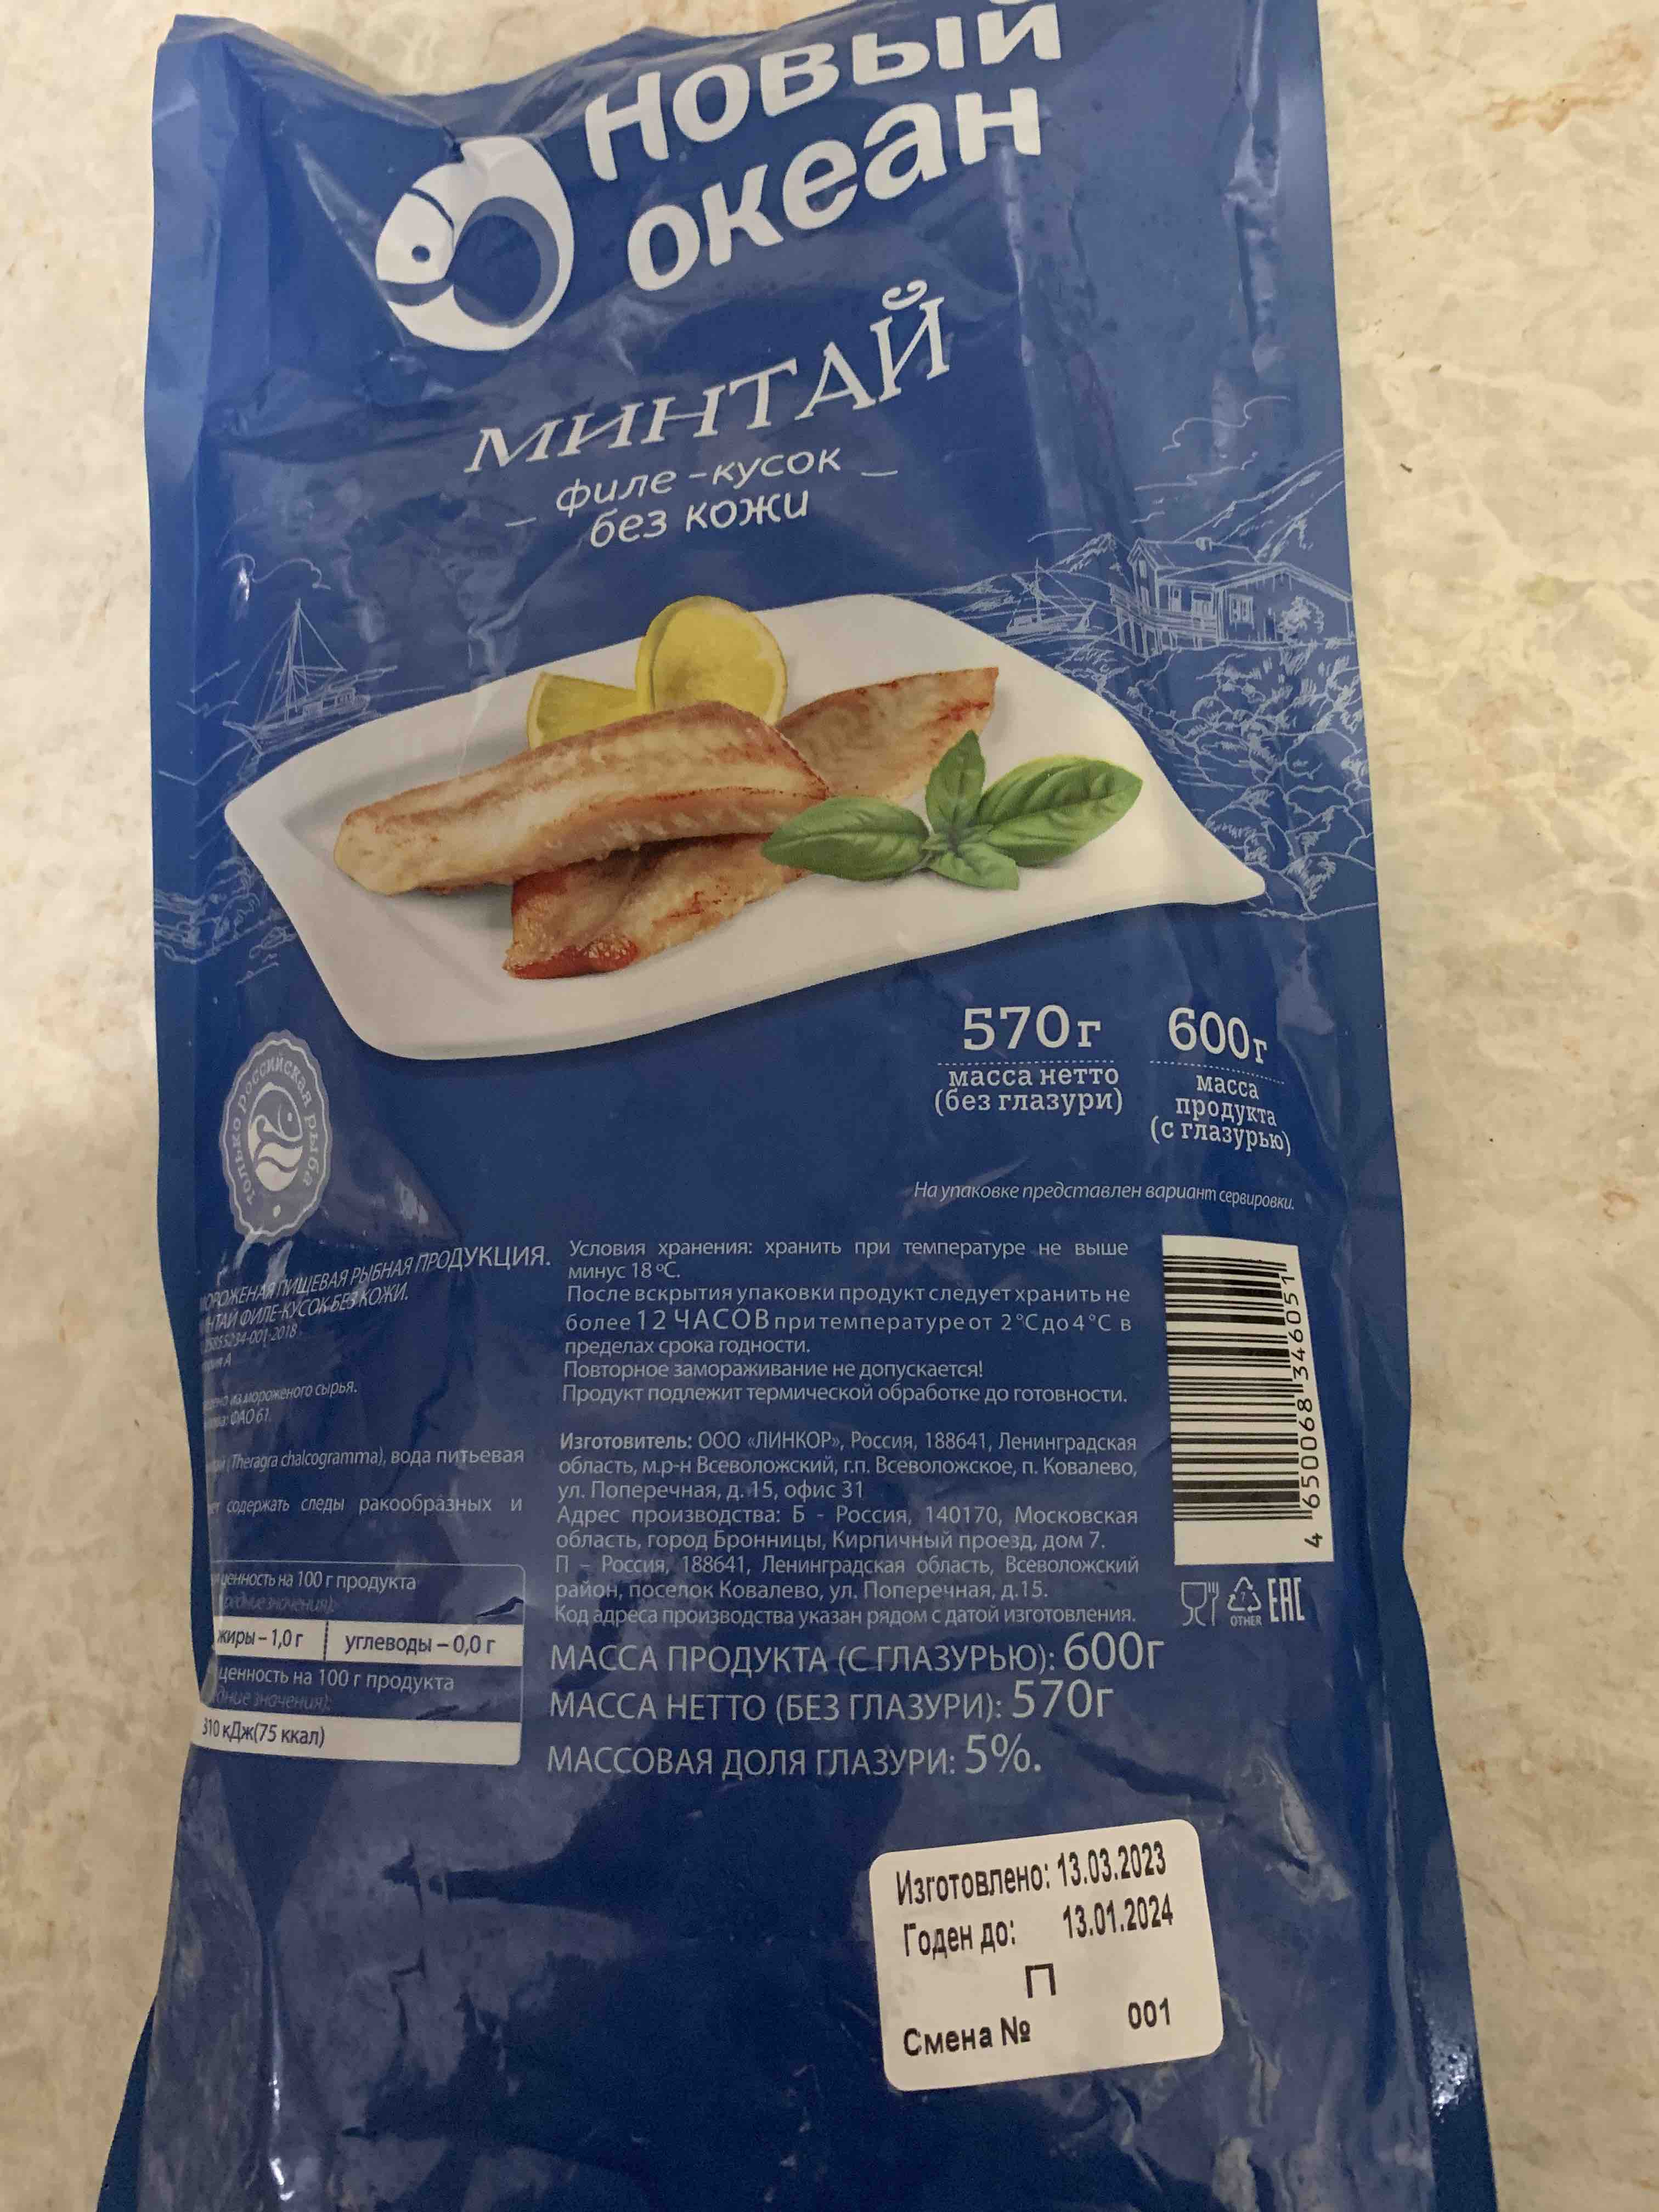 новый
океан
МИНТАЙ
филе-кусок
без кожи
570г
масса нетто
(без глазури)
600г
масса
продукта
(с глазурью)
только российская рыба
На упаковке представлен вариант сервировки.
ПИЩЕВАЯ РЫБНАЯ ПРОДУКЦИЯ.
ФИЛЕ-КУСОК БЕЗ КОЖИ.
из мороженого сырья.
ФАО 61.
(Theragra chalcogramma), вода питьевая
содержать следы ракообразных и
ценность на 100 г продукта
жиры – 1,0 г
углеводы – 0,0 г
ценность на 100 г продукта
310 кДж(75 ккал)
Условия хранения: хранить при температуре не выше
минус 18 °С.
После вскрытия упаковки продукт следует хранить не
более 12 ЧАСОВ при температуре от 2°С до 4°С в
пределах срока годности.
Повторное замораживание не допускается!
Продукт подлежит термической обработке до готовности.
Изготовитель: ООО «ЛИНКОР», Россия, 188641, Ленинградская
область, м.р-н Всеволожский, г.п. Всеволожское, п. Ковалево,
ул. Поперечная, д. 15, офис 31
Адрес производства: Б - Россия, 140170, Московская
область, город Бронницы, Кирпичный проезд, дом 7.
П – Россия, 188641, Ленинградская область, Всеволожский
район, поселок Ковалево, ул. Поперечная, д.15.
Код адреса производства указан рядом с датой изготовления.
МАССА ПРОДУКТА (С ГЛАЗУРЬЮ): 600г
МАССА НЕТТО (БЕЗ ГЛАЗУРИ): 570г
МАССОВАЯ ДОЛЯ ГЛАЗУРИ: 5%.
4 650068 346051
7
OTHER
EAC
Изготовлено: 13.03.2023
Годен до: 13.01.2024
П
Смена № 001